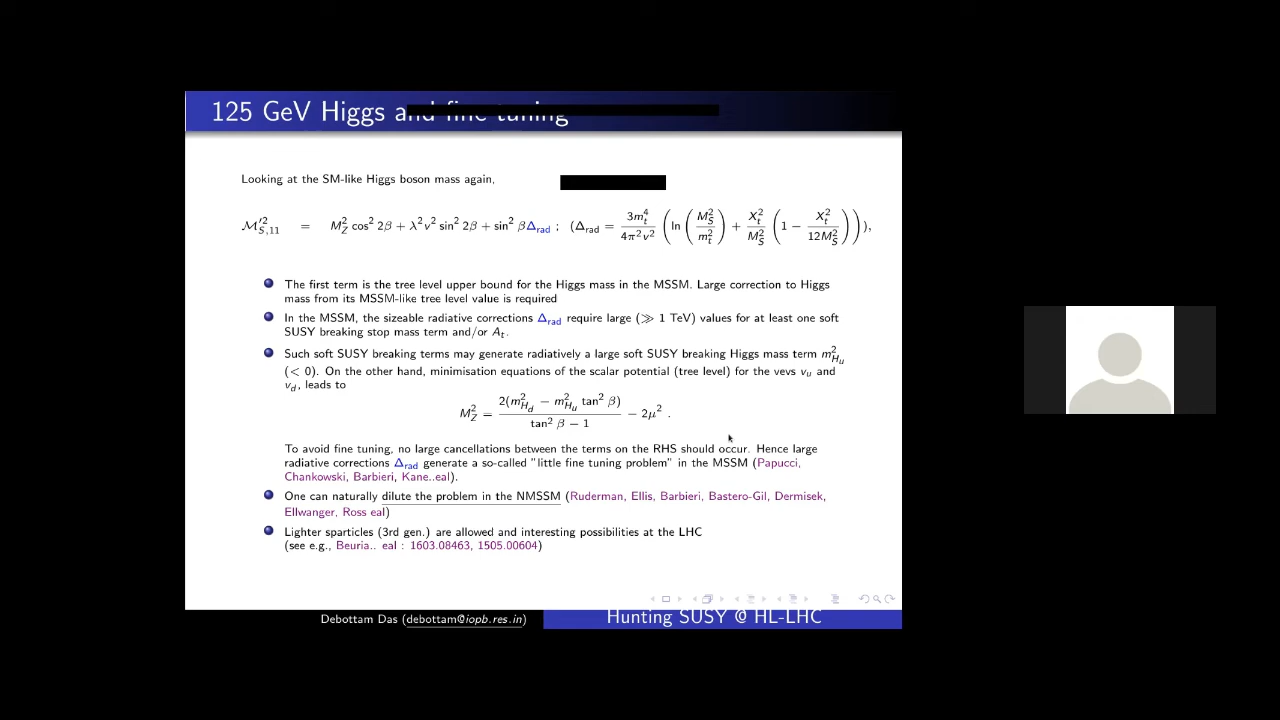 125 GeV Higgs and fine tuning
Looking at the SM-like Higgs boson mass again,
ℳ′²_{S,11} = M_Z² cos² 2β + λ²v² sin² 2β + sin² βΔ_rad ; (Δ_rad = 3m_t⁴/4π²v² (ln (M_S²/m_t²) + X_t²/M_S² (1 − X_t²/12M_S²))),
The first term is the tree level upper bound for the Higgs mass in the MSSM. Large correction to Higgs
mass from its MSSM-like tree level value is required
In the MSSM, the sizeable radiative corrections Δ_rad require large (≫ 1 TeV) values for at least one soft
SUSY breaking stop mass term and/or A_t.
Such soft SUSY breaking terms may generate radiatively a large soft SUSY breaking Higgs mass term m²_{H_u}
(< 0). On the other hand, minimisation equations of the scalar potential (tree level) for the vevs v_u and
v_d, leads to
M_Z² = 2(m²_{H_d} − m²_{H_u} tan² β)/tan² β − 1 − 2μ² .
To avoid fine tuning, no large cancellations between the terms on the RHS should occur. Hence large
radiative corrections Δ_rad generate a so-called "little fine tuning problem" in the MSSM (Papucci,
Chankowski, Barbieri, Kane..eal).
One can naturally dilute the problem in the NMSSM (Ruderman, Ellis, Barbieri, Bastero-Gil, Dermisek,
Ellwanger, Ross eal)
Lighter sparticles (3rd gen.) are allowed and interesting possibilities at the LHC
(see e.g., Beuria.. eal : 1603.08463, 1505.00604)
Debottam Das (debottam@iopb.res.in) Hunting SUSY @ HL-LHC